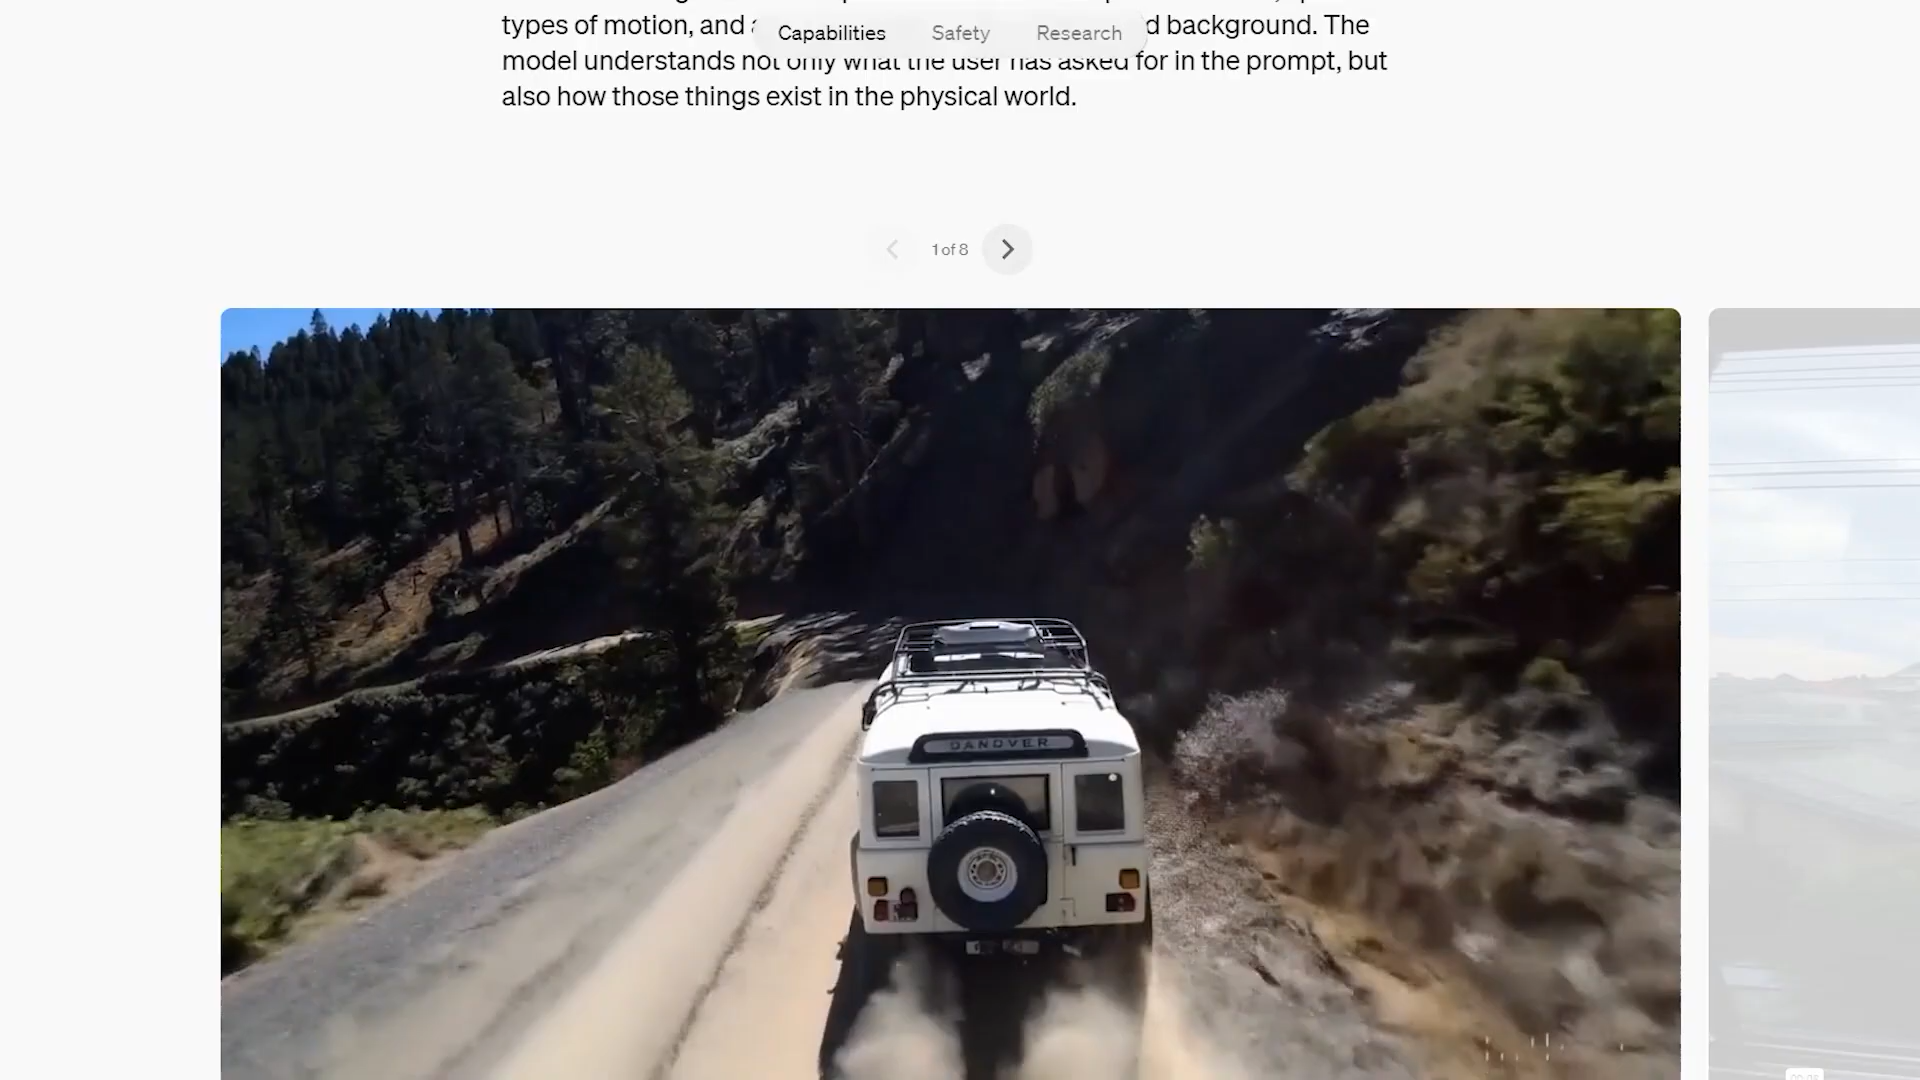 types of motion, and
d background. The
Capabilities Safety Research
model understands not only what the user has asked for in the prompt, but
also how those things exist in the physical world.
1 of 8
DANOVER